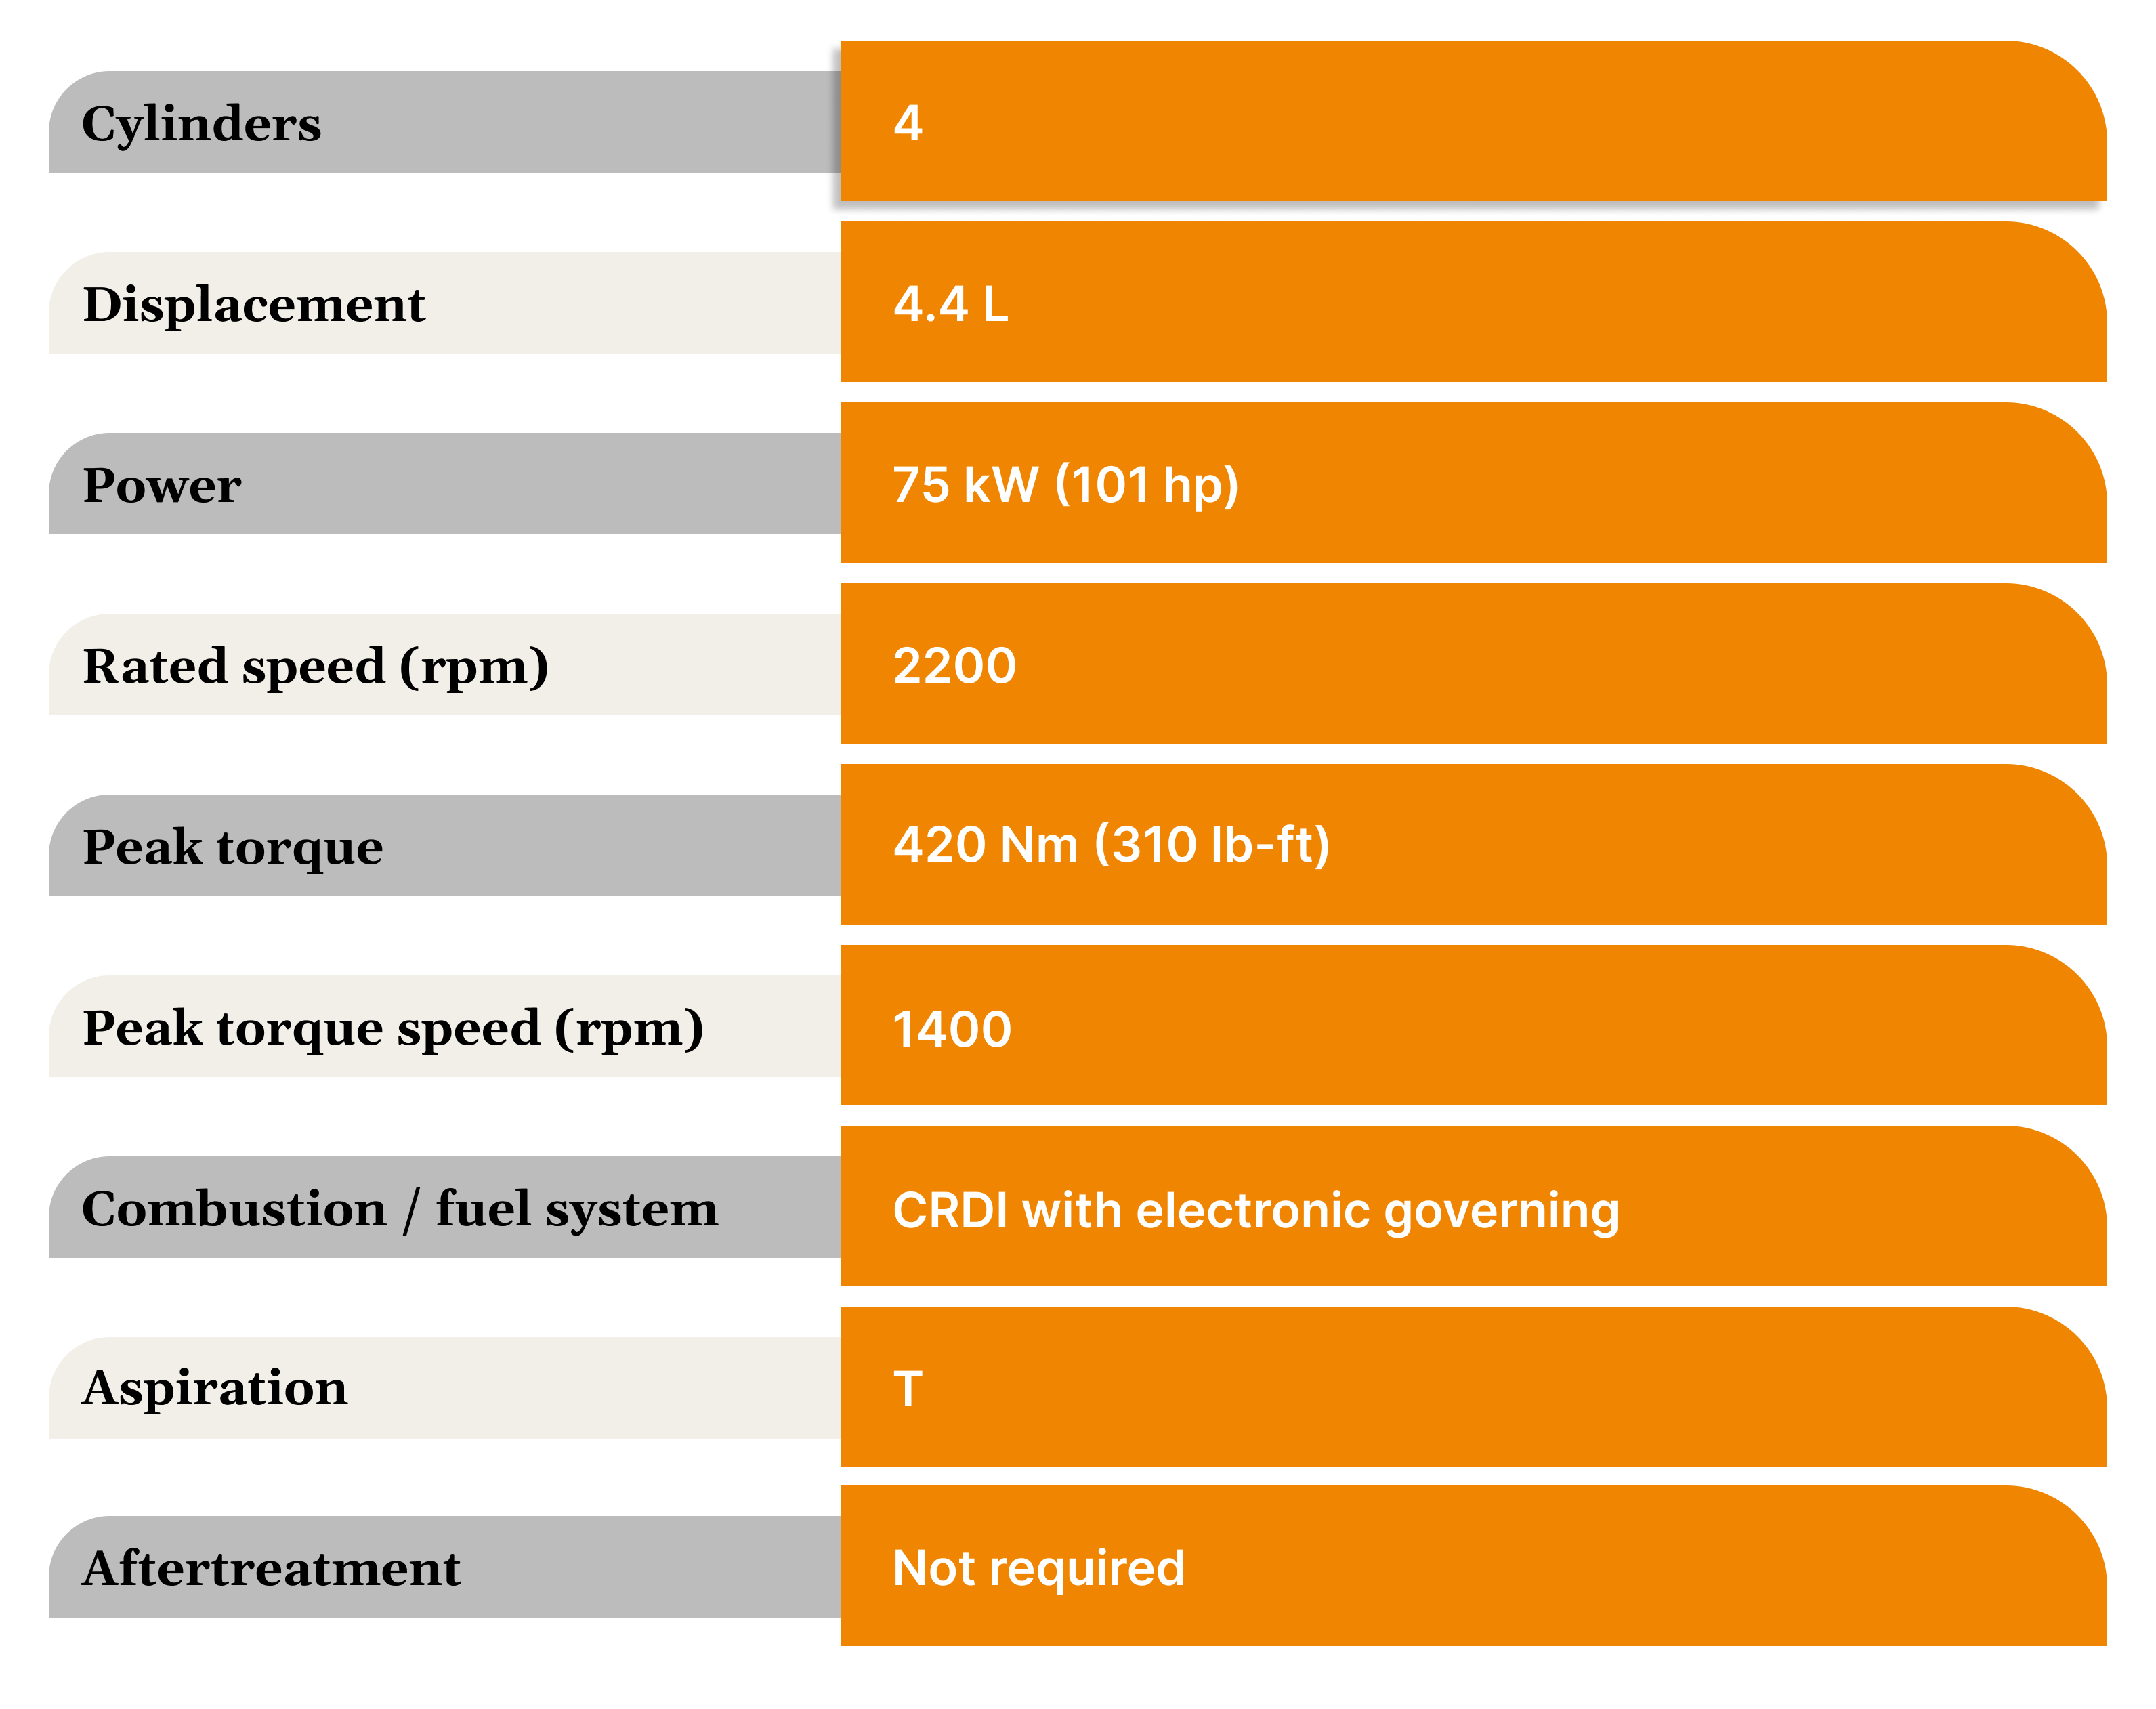 Cylinders 4
Displacement 4.4 L
Power 75 kW (101 hp)
Rated speed (rpm) 2200
Peak torque 420 Nm (310 lb-ft)
Peak torque speed (rpm) 1400
Combustion / fuel system CRDI with electronic governing
Aspiration T
Aftertreatment Not required